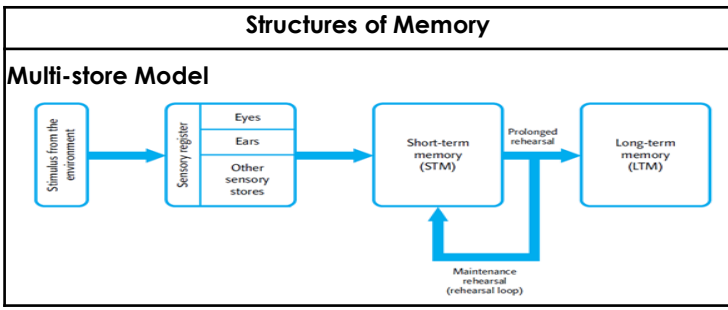 Structures of Memory
Multi-store Model
Stimulus from the
environment
Sensory register
Eyes
Ears
Other
sensory
stores
Short-term
memory
(STM)
Prolonged
rehearsal
Long-term
memory
(LTM)
Maintenance
rehearsal
(rehearsal loop)